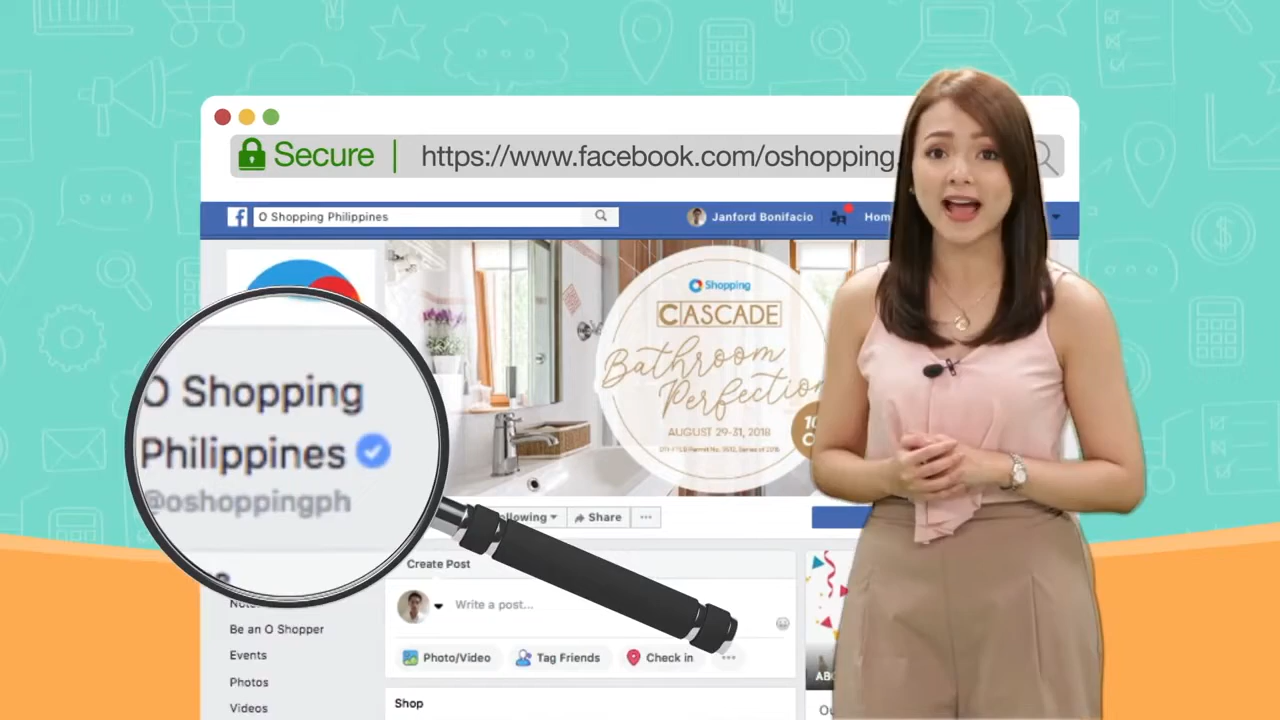 Secure | https://www.facebook.com/oshopping
O Shopping Philippines
Janford Bonifacio
Hom
Shopping
CASCADE
Bathroom
Perfection
AUGUST 29-31, 2018
O Shopping
Philippines
@oshoppingph
ollowing
Share
Create Post
Write a post...
Be an O Shopper
Photo/Video
Tag Friends
Check in
Events
Photos
Videos
Shop